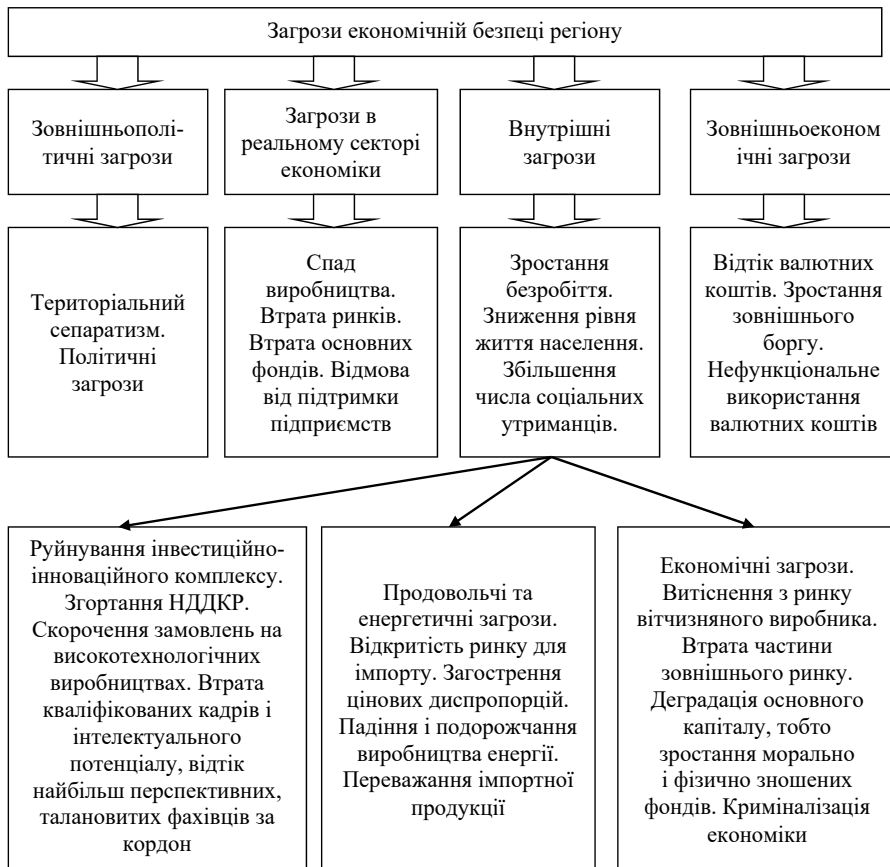 Загрози економічній безпеці регіону
Зовнішньополі-
тичні загрози
Загрози в
реальному секторі
економіки
Внутрішні
загрози
Зовнішньоеконом
ічні загрози
Територіальний
сепаратизм.
Політичні
загрози
Спад
виробництва.
Втрата ринків.
Втрата основних
фондів. Відмова
від підтримки
підприємств
Зростання
безробіття.
Зниження рівня
життя населення.
Збільшення
числа соціальних
утриманців.
Відтік валютних
коштів. Зростання
зовнішнього
боргу.
Нефункціональне
використання
валютних коштів
Руйнування інвестиційно-
інноваційного комплексу.
Згортання НДДКР.
Скорочення замовлень на
високотехнологічних
виробництвах. Втрата
кваліфікованих кадрів і
інтелектуального
потенціалу, відтік
найбільш перспективних,
талановитих фахівців за
кордон
Продовольчі та
енергетичні загрози.
Відкритість ринку для
імпорту. Загострення
цінових диспропорцій.
Падіння і подорожчання
виробництва енергії.
Переважання імпортної
продукції
Економічні загрози.
Витіснення з ринку
вітчизняного виробника.
Втрата частини
зовнішнього ринку.
Деградація основного
капіталу, тобто
зростання морально
і фізично зношених
фондів. Криміналізація
економіки